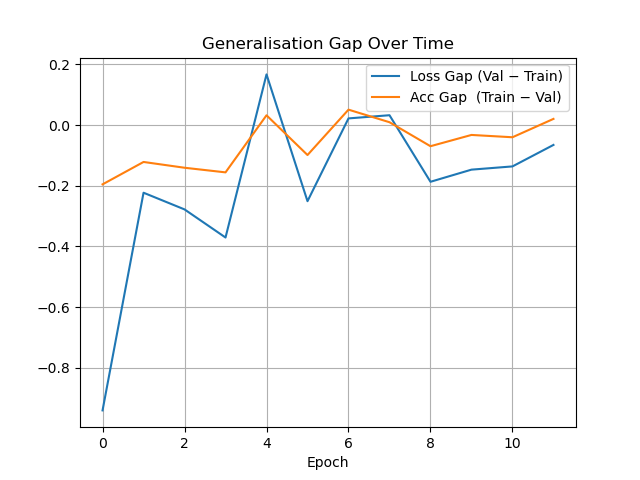 Generalisation Gap Over Time
Loss Gap (Val − Train)
Acc Gap  (Train − Val)
0.2
0.0
−0.2
−0.4
−0.6
−0.8
0 2 4 6 8 10
Epoch